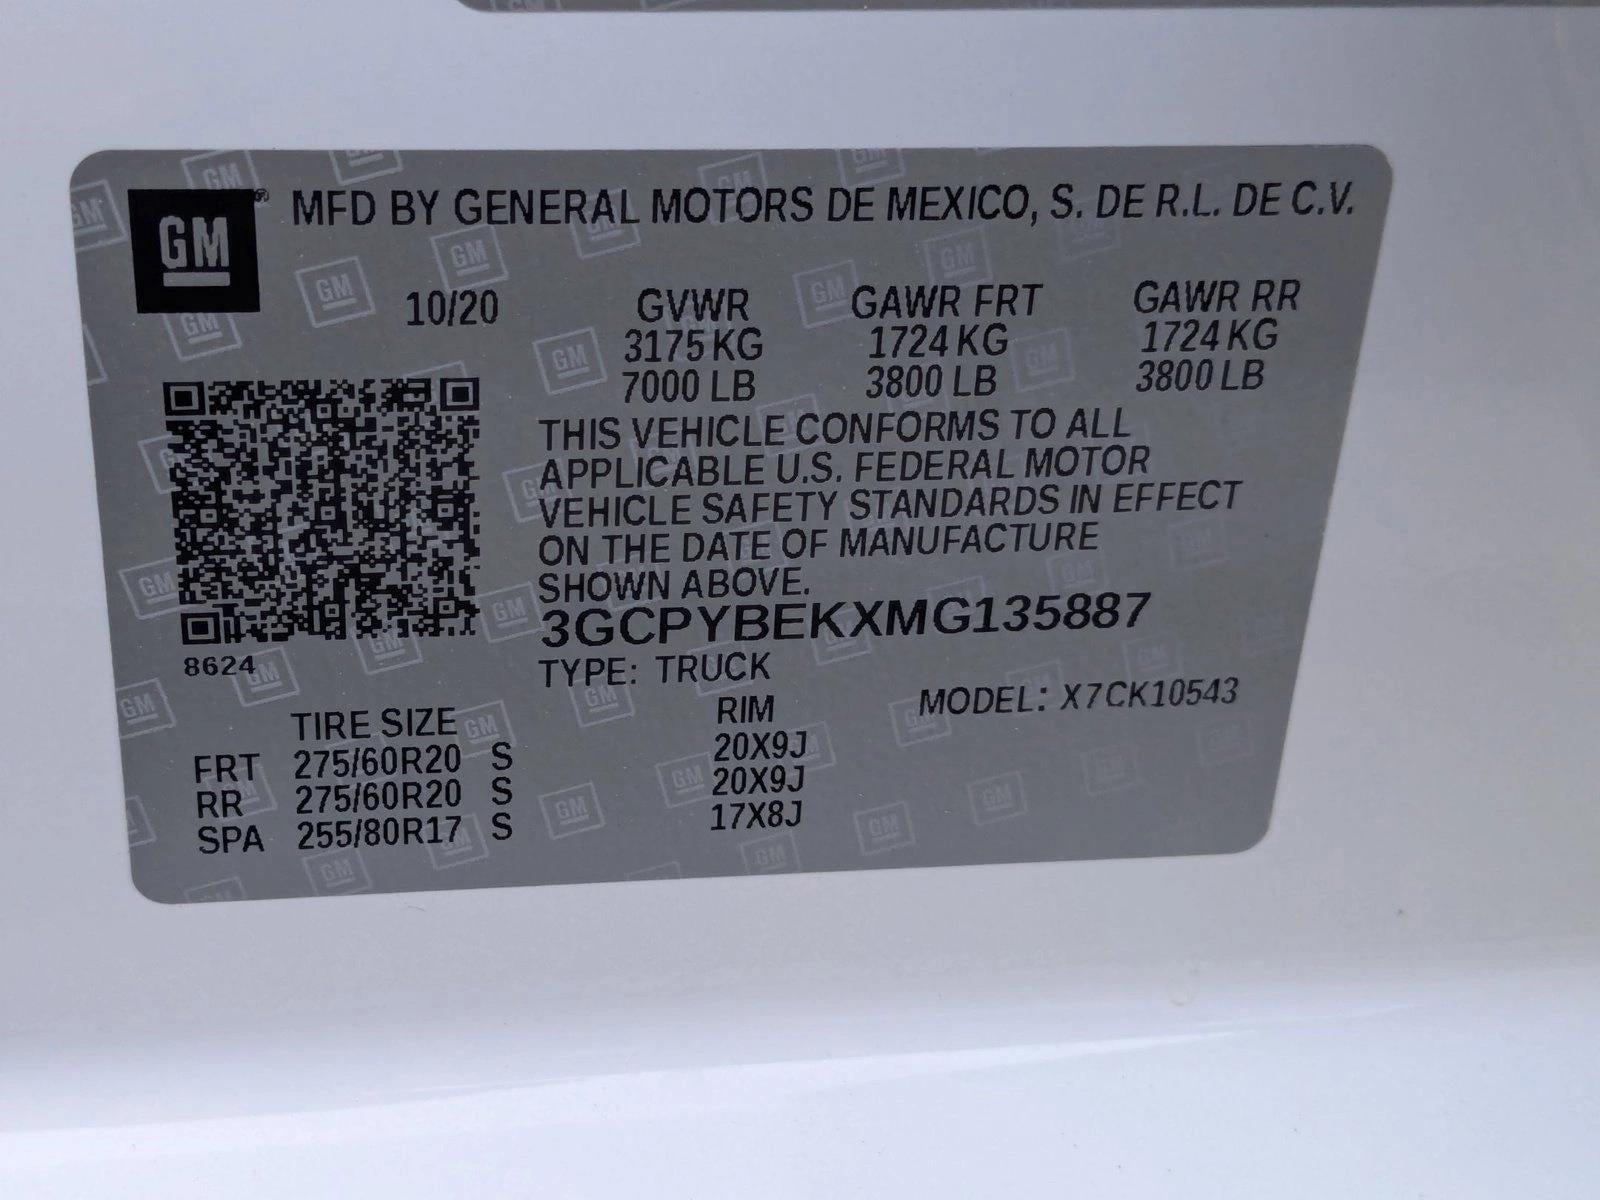 GM® MFD BY GENERAL MOTORS DE MEXICO, S. DE R.L. DE C.V.
10/20 GVWR GAWR FRT GAWR RR
3175 KG 1724 KG 1724 KG
7000 LB 3800 LB 3800 LB
THIS VEHICLE CONFORMS TO ALL
APPLICABLE U.S. FEDERAL MOTOR
VEHICLE SAFETY STANDARDS IN EFFECT
ON THE DATE OF MANUFACTURE
SHOWN ABOVE.
3GCPYBEKXMG135887
8624
TYPE: TRUCK MODEL: X7CK10543
TIRE SIZE RIM
FRT 275/60R20 S 20X9J
RR 275/60R20 S 20X9J
SPA 255/80R17 S 17X8J